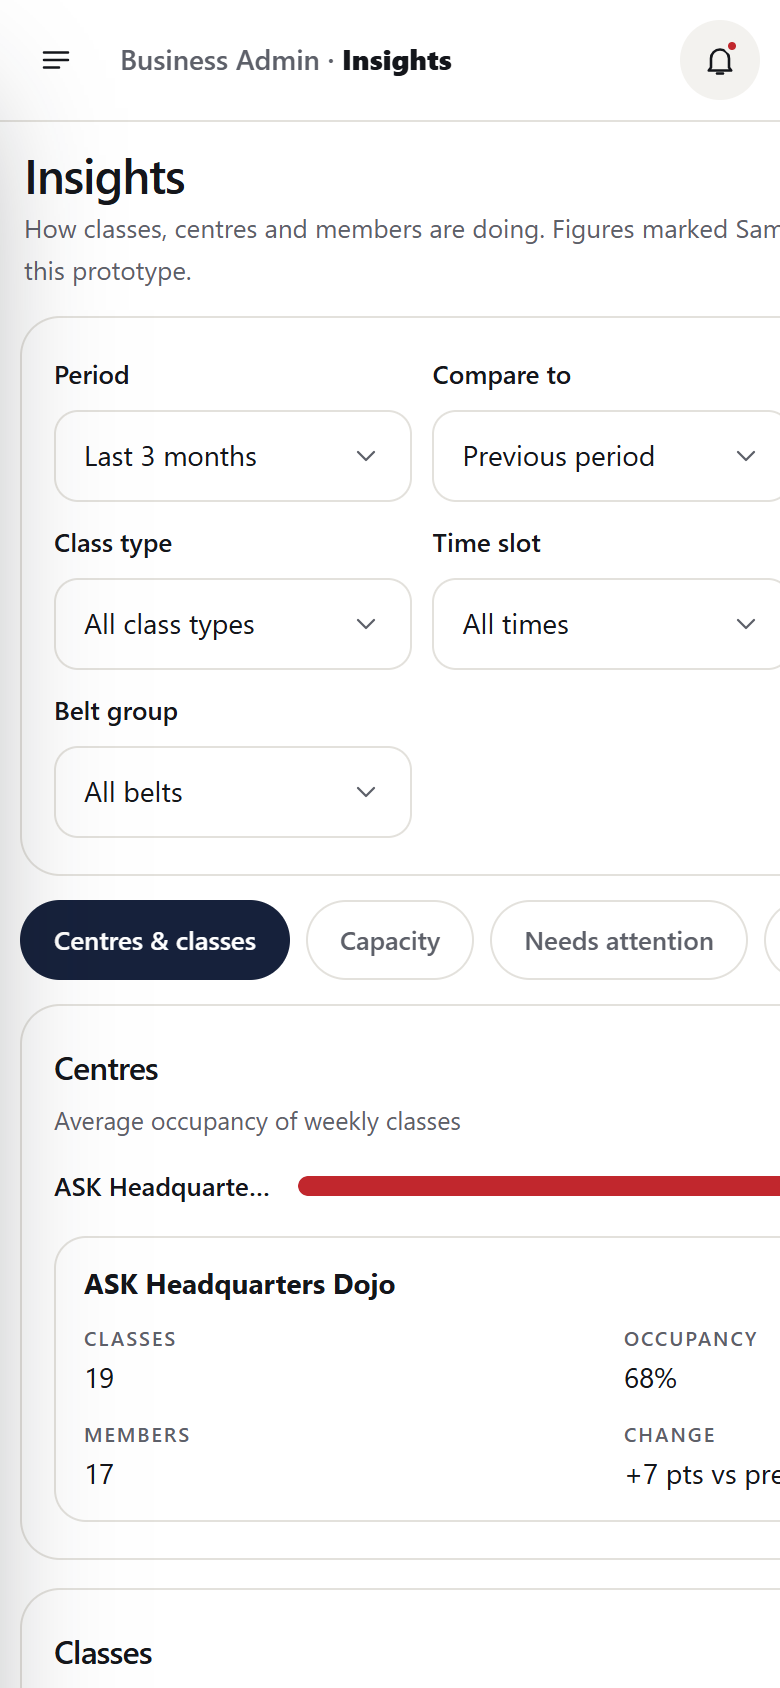 Business Admin · Insights
Insights
How classes, centres and members are doing. Figures marked Sam
this prototype.
Period
Compare to
Last 3 months
Previous period
Class type
Time slot
All class types
All times
Belt group
All belts
Centres & classes
Capacity
Needs attention
Centres
Average occupancy of weekly classes
ASK Headquarte...
ASK Headquarters Dojo
CLASSES
OCCUPANCY
19
68%
MEMBERS
CHANGE
17
+7 pts vs pre
Classes